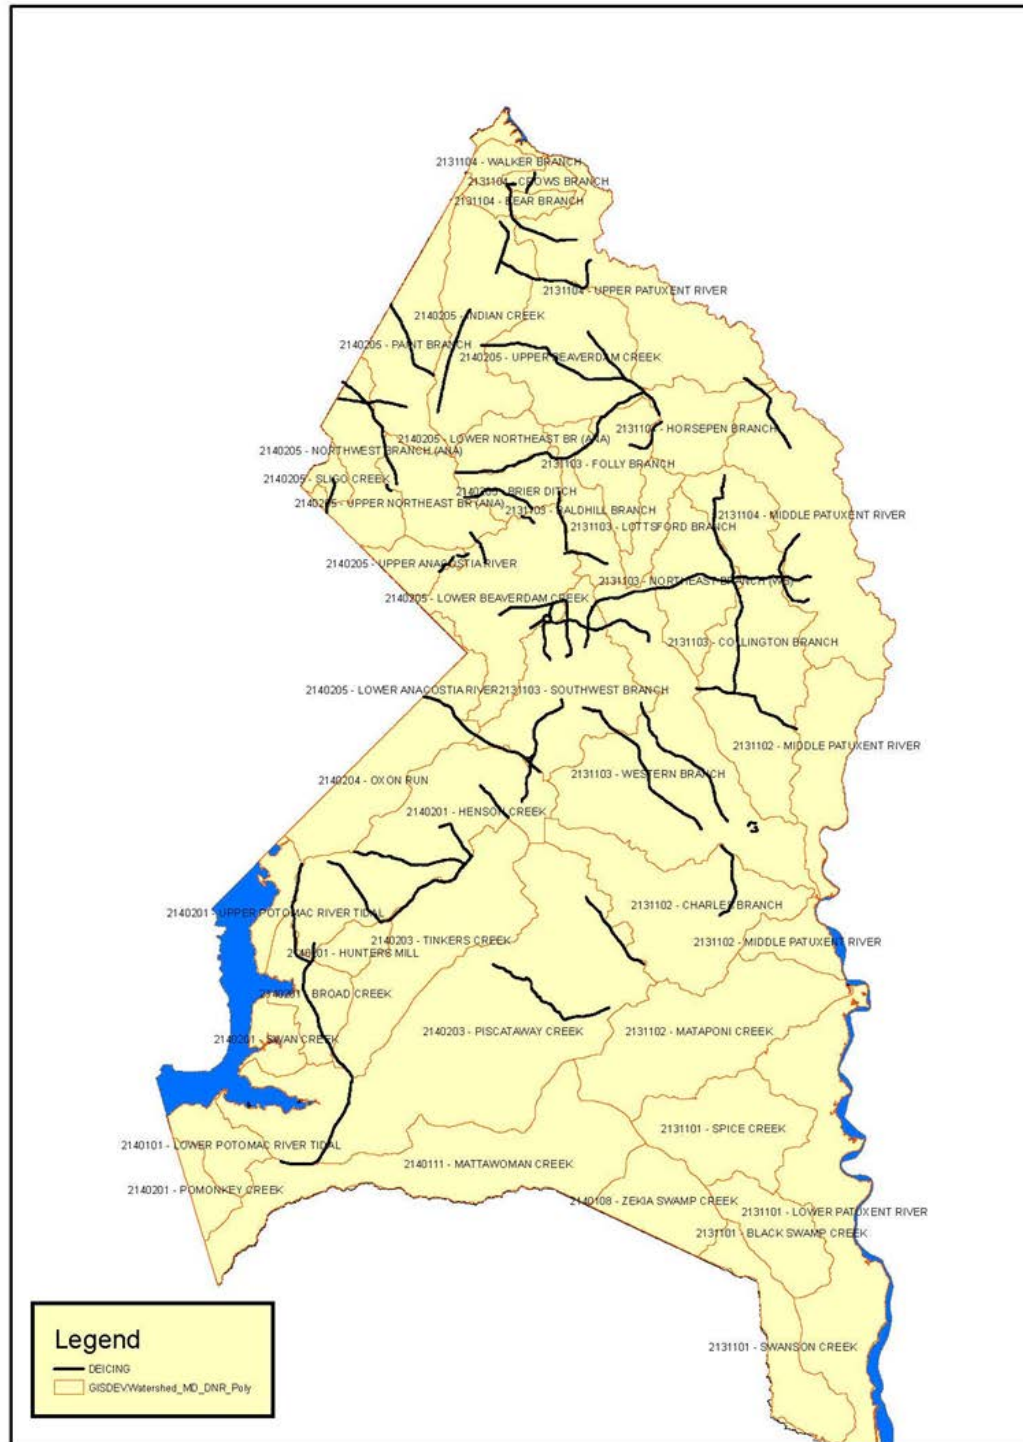 2131104 - WALKER BRANCH
2131104 - CROWS BRANCH
2131104 - BEAR BRANCH
2131104 - UPPER PATUXENT RIVER
2140205 - INDIAN CREEK
2140205 - PAINT BRANCH
2140205 - UPPER BEAVERDAM CREEK
2131104 - HORSEPEN BRANCH
2140205 - LOWER NORTHEAST BR (ANA)
2140205 - NORTHWEST BRANCH (ANA)
2131103 - FOLLY BRANCH
2140205 - SLIGO CREEK
2140205 - BRIER DITCH
2140205 - UPPER NORTHEAST BR (ANA)
2131103 - BALDHILL BRANCH
2131104 - MIDDLE PATUXENT RIVER
2131103 - LOTTSFORD BRANCH
2140205 - UPPER ANACOSTIA RIVER
2131103 - NORTHEAST BRANCH (WB)
2140205 - LOWER BEAVERDAM CREEK
2131103 - COLLINGTON BRANCH
2140205 - LOWER ANACOSTIA RIVER
2131103 - SOUTHWEST BRANCH
2131102 - MIDDLE PATUXENT RIVER
2131103 - WESTERN BRANCH
2140204 - OXON RUN
2140201 - HENSON CREEK
2131102 - CHARLES BRANCH
2140201 - UPPER POTOMAC RIVER TIDAL
2140203 - TINKERS CREEK
2131102 - MIDDLE PATUXENT RIVER
2140201 - HUNTERS MILL
2140201 - BROAD CREEK
2140203 - PISCATAWAY CREEK
2131102 - MATAPONI CREEK
2140201 - SWAN CREEK
2131101 - SPICE CREEK
2140101 - LOWER POTOMAC RIVER TIDAL
2140111 - MATTAWOMAN CREEK
2140201 - POMONKEY CREEK
2140108 - ZEKIA SWAMP CREEK
2131101 - LOWER PATUXENT RIVER
2131101 - BLACK SWAMP CREEK
2131101 - SWANSON CREEK
Legend
DEICING
GISDEV.Watershed_MD_DNR_Poly